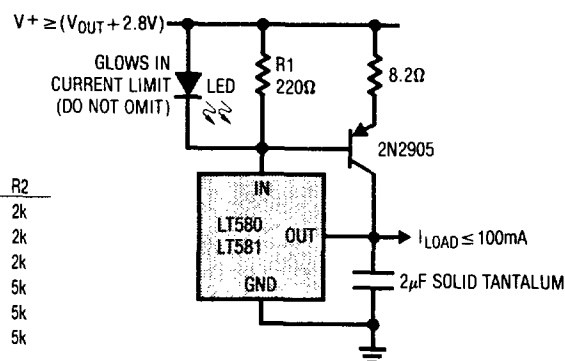 V+ ≥ (VOUT + 2.8V)
GLOWS IN
CURRENT LIMIT
(DO NOT OMIT)
LED
R1
220Ω
8.2Ω
2N2905
R2
2k
2k
2k
5k
5k
5k
IN
LT580
LT581
OUT
GND
ILOAD ≤ 100mA
2μF SOLID TANTALUM